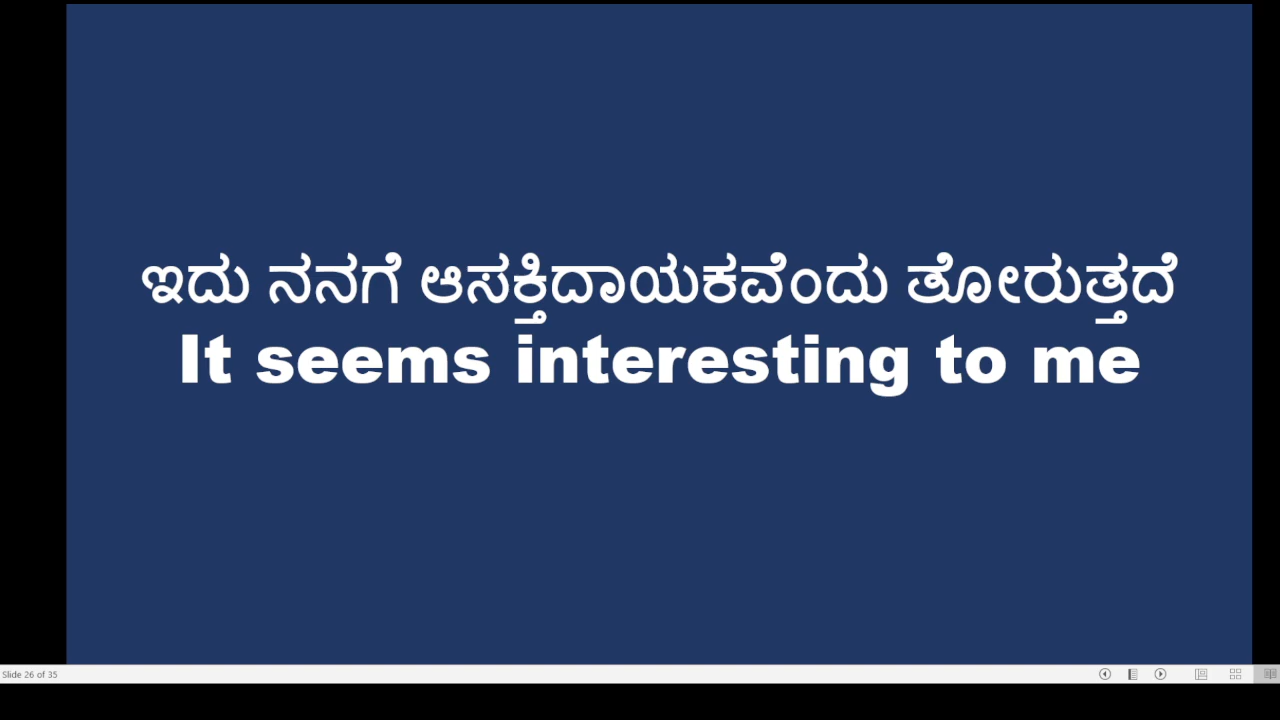 ಇದು ನನಗೆ ಆಸಕ್ತಿದಾಯಕವೆಂದು ತೋರುತ್ತದೆ
It seems interesting to me
Slide 26 of 35